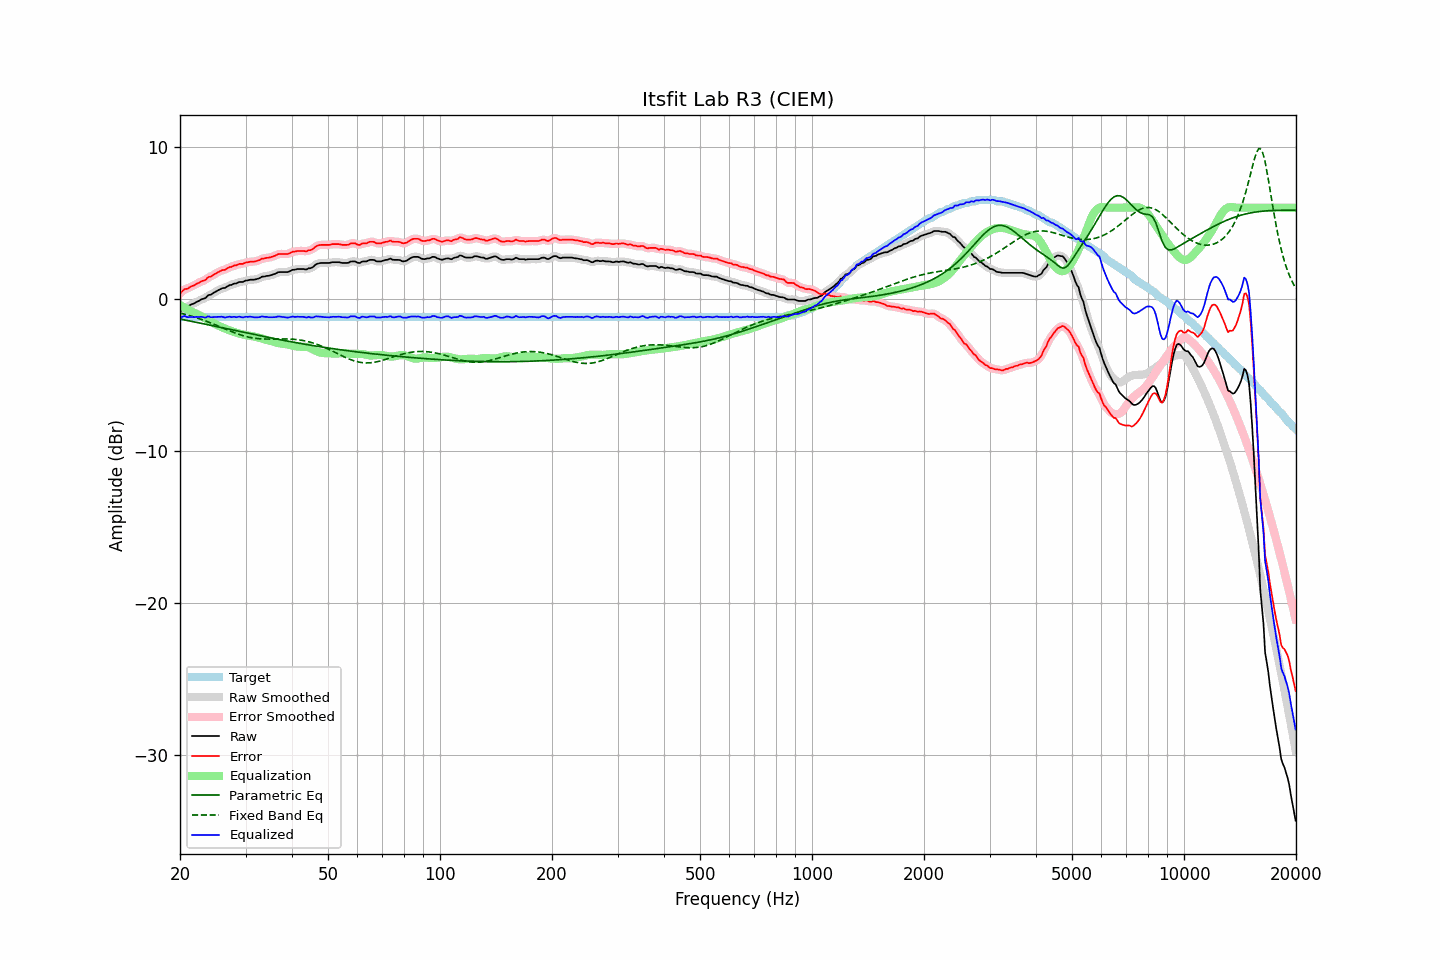 Itsfit Lab R3 (CIEM)
10
0
−10
−20
−30
Amplitude (dBr)
Target
Raw Smoothed
Error Smoothed
Raw
Error
Equalization
Parametric Eq
Fixed Band Eq
Equalized
20 50 100 200 500 1000 2000 5000 10000 20000
Frequency (Hz)